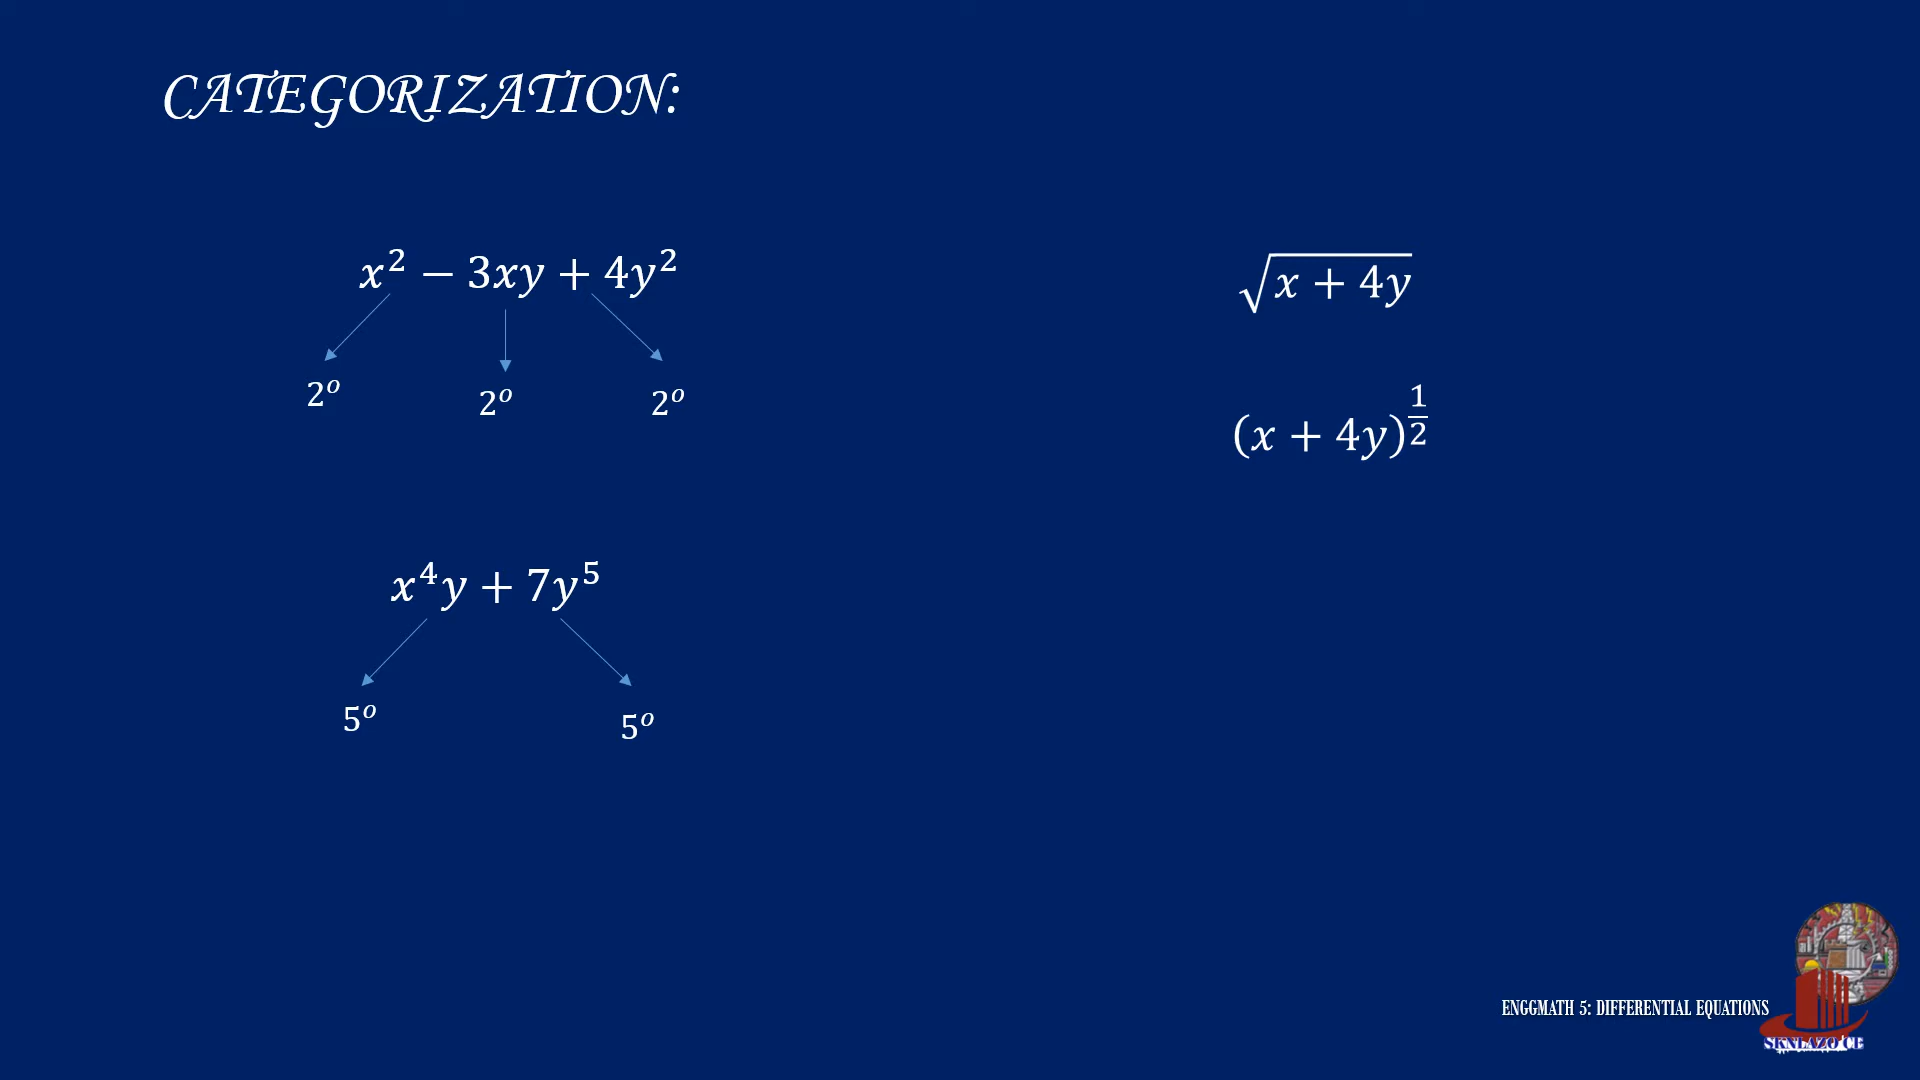 CATEGORIZATION:
x² − 3xy + 4y²
2ᵒ 2ᵒ 2ᵒ
x⁴y + 7y⁵
5ᵒ 5ᵒ
√(x + 4y)
(x + 4y)^(1/2)
ENGGMATH 5: DIFFERENTIAL EQUATIONS